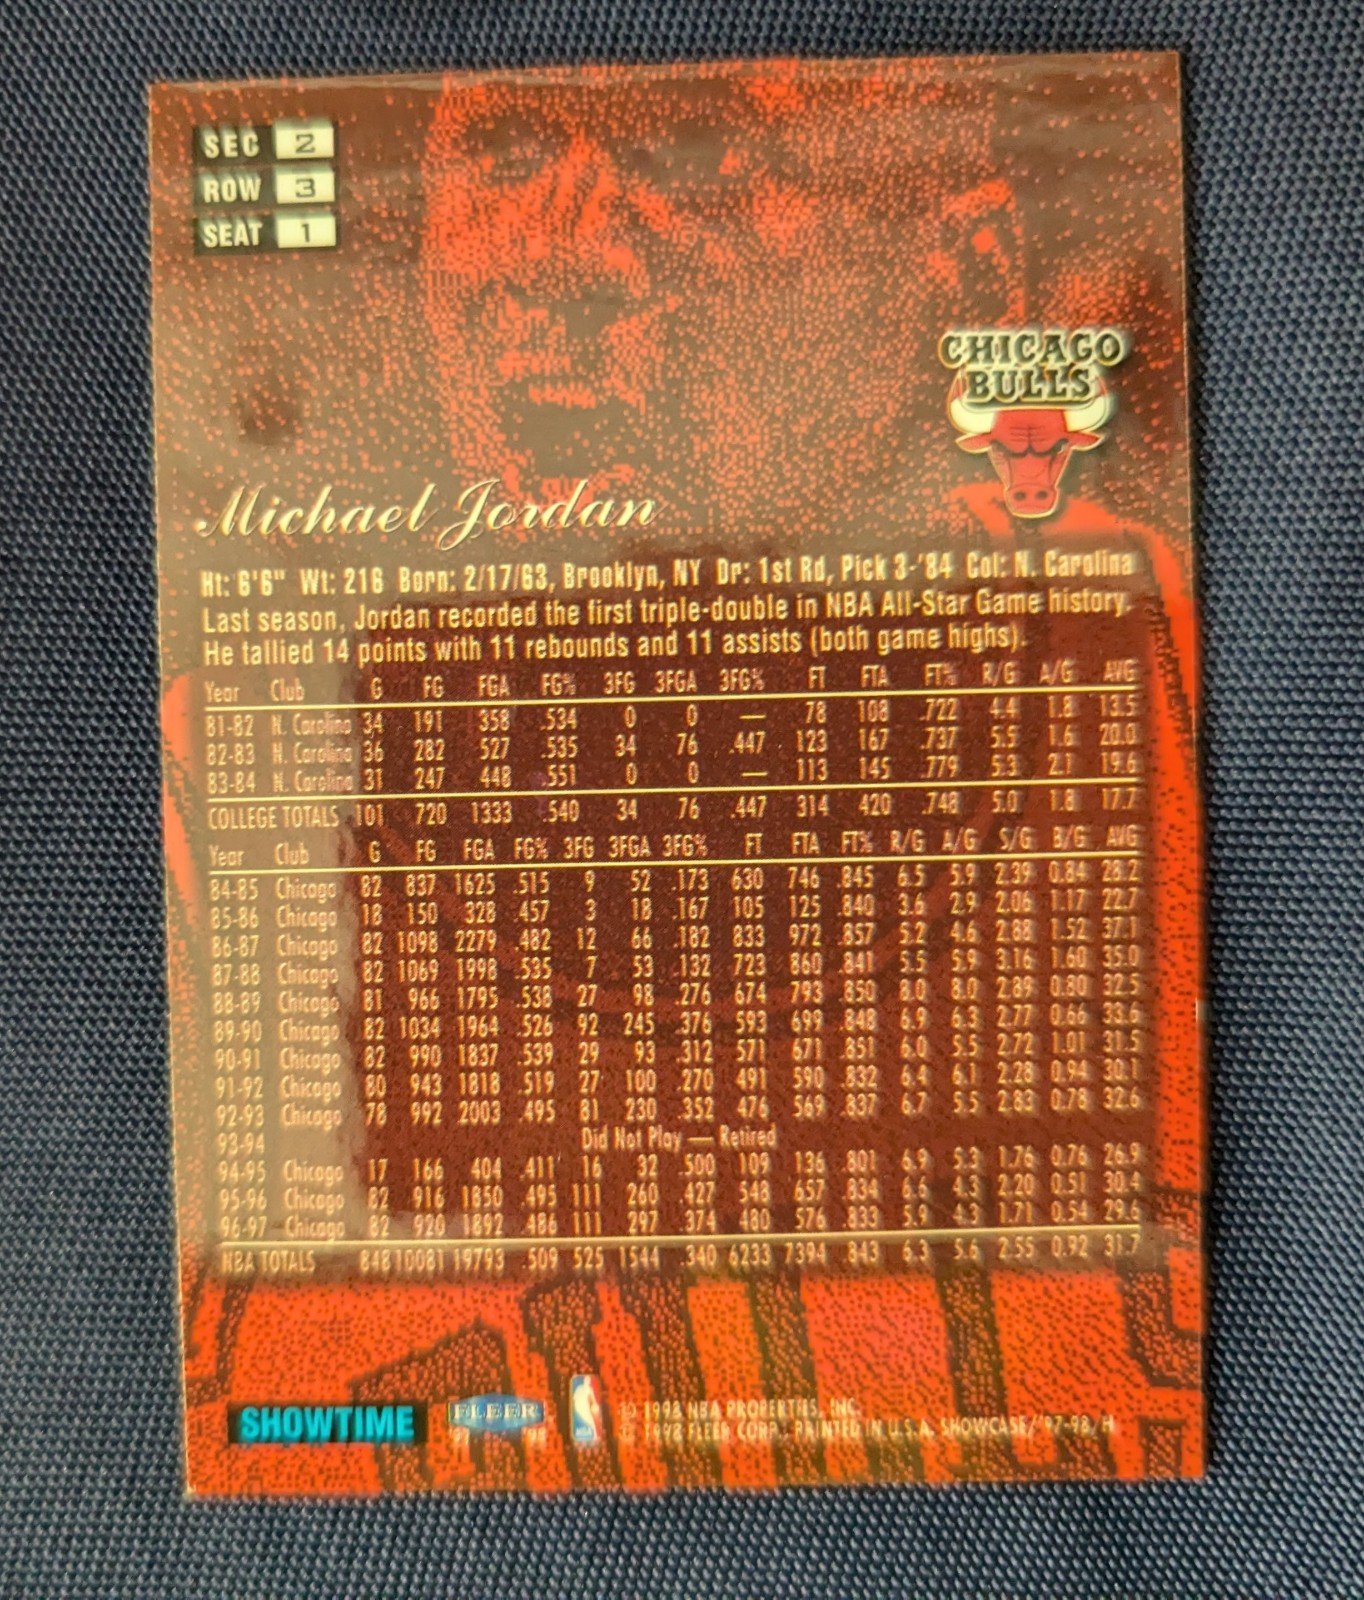 SEC 2
ROW 3
SEAT 1
CHICAGO
BULLS
Michael Jordan
Ht: 6'6" Wt: 216 Born: 2/17/63, Brooklyn, NY Dr: 1st Rd, Pick 3-'84 Col: N. Carolina
Last season, Jordan recorded the first triple-double in NBA All-Star Game history.
He tallied 14 points with 11 rebounds and 11 assists (both game highs).
Year Club G FG FGA FG% 3FG 3FGA 3FG% FT FTA FT% R/G A/G AVG
81-82 N. Carolina 34 191 358 .534 0 0 — 78 108 .722 4.4 1.8 13.5
82-83 N. Carolina 36 282 527 .535 34 76 .447 123 167 .737 5.5 1.6 20.0
83-84 N. Carolina 31 247 448 .551 0 0 — 113 145 .779 5.3 2.1 19.6
COLLEGE TOTALS 101 720 1333 .540 34 76 .447 314 420 .748 5.0 1.8 17.7
Year Club G FG FGA FG% 3FG 3FGA 3FG% FT FTA FT% R/G A/G S/G B/G AVG
84-85 Chicago 82 837 1625 .515 9 52 .173 630 746 .845 6.5 5.9 2.39 0.84 28.2
85-86 Chicago 18 150 328 .457 3 18 .167 105 125 .840 3.6 2.9 2.06 1.17 22.7
86-87 Chicago 82 1098 2279 .482 12 66 .182 833 972 .857 5.2 4.6 2.88 1.52 37.1
87-88 Chicago 82 1069 1998 .535 7 53 .132 723 860 .841 5.5 5.9 3.16 1.60 35.0
88-89 Chicago 81 966 1795 .538 27 98 .276 674 793 .850 8.0 8.0 2.89 0.80 32.5
89-90 Chicago 82 1034 1964 .526 92 245 .376 593 699 .848 6.9 6.3 2.77 0.66 33.6
90-91 Chicago 82 990 1837 .539 29 93 .312 571 671 .851 6.0 5.5 2.72 1.01 31.5
91-92 Chicago 80 943 1818 .519 27 100 .270 491 590 .832 6.4 6.1 2.28 0.94 30.1
92-93 Chicago 78 992 2003 .495 81 230 .352 476 569 .837 6.7 5.5 2.83 0.78 32.6
93-94 Did Not Play — Retired
94-95 Chicago 17 166 404 .411 16 32 .500 109 136 .801 6.9 5.3 1.76 0.76 26.9
95-96 Chicago 82 916 1850 .495 111 260 .427 548 657 .834 6.6 4.3 2.20 0.51 30.4
96-97 Chicago 82 920 1892 .486 111 297 .374 480 576 .833 5.9 4.3 1.71 0.54 29.6
NBA TOTALS 848 10081 19793 .509 525 1544 .340 6233 7394 .843 6.3 5.6 2.55 0.92 31.7
SHOWTIME
FLEER
'97 '98
NBA
© 1998 NBA PROPERTIES, INC.
© 1998 FLEER CORP., PRINTED IN U.S.A. SHOWCASE/'97-98/H